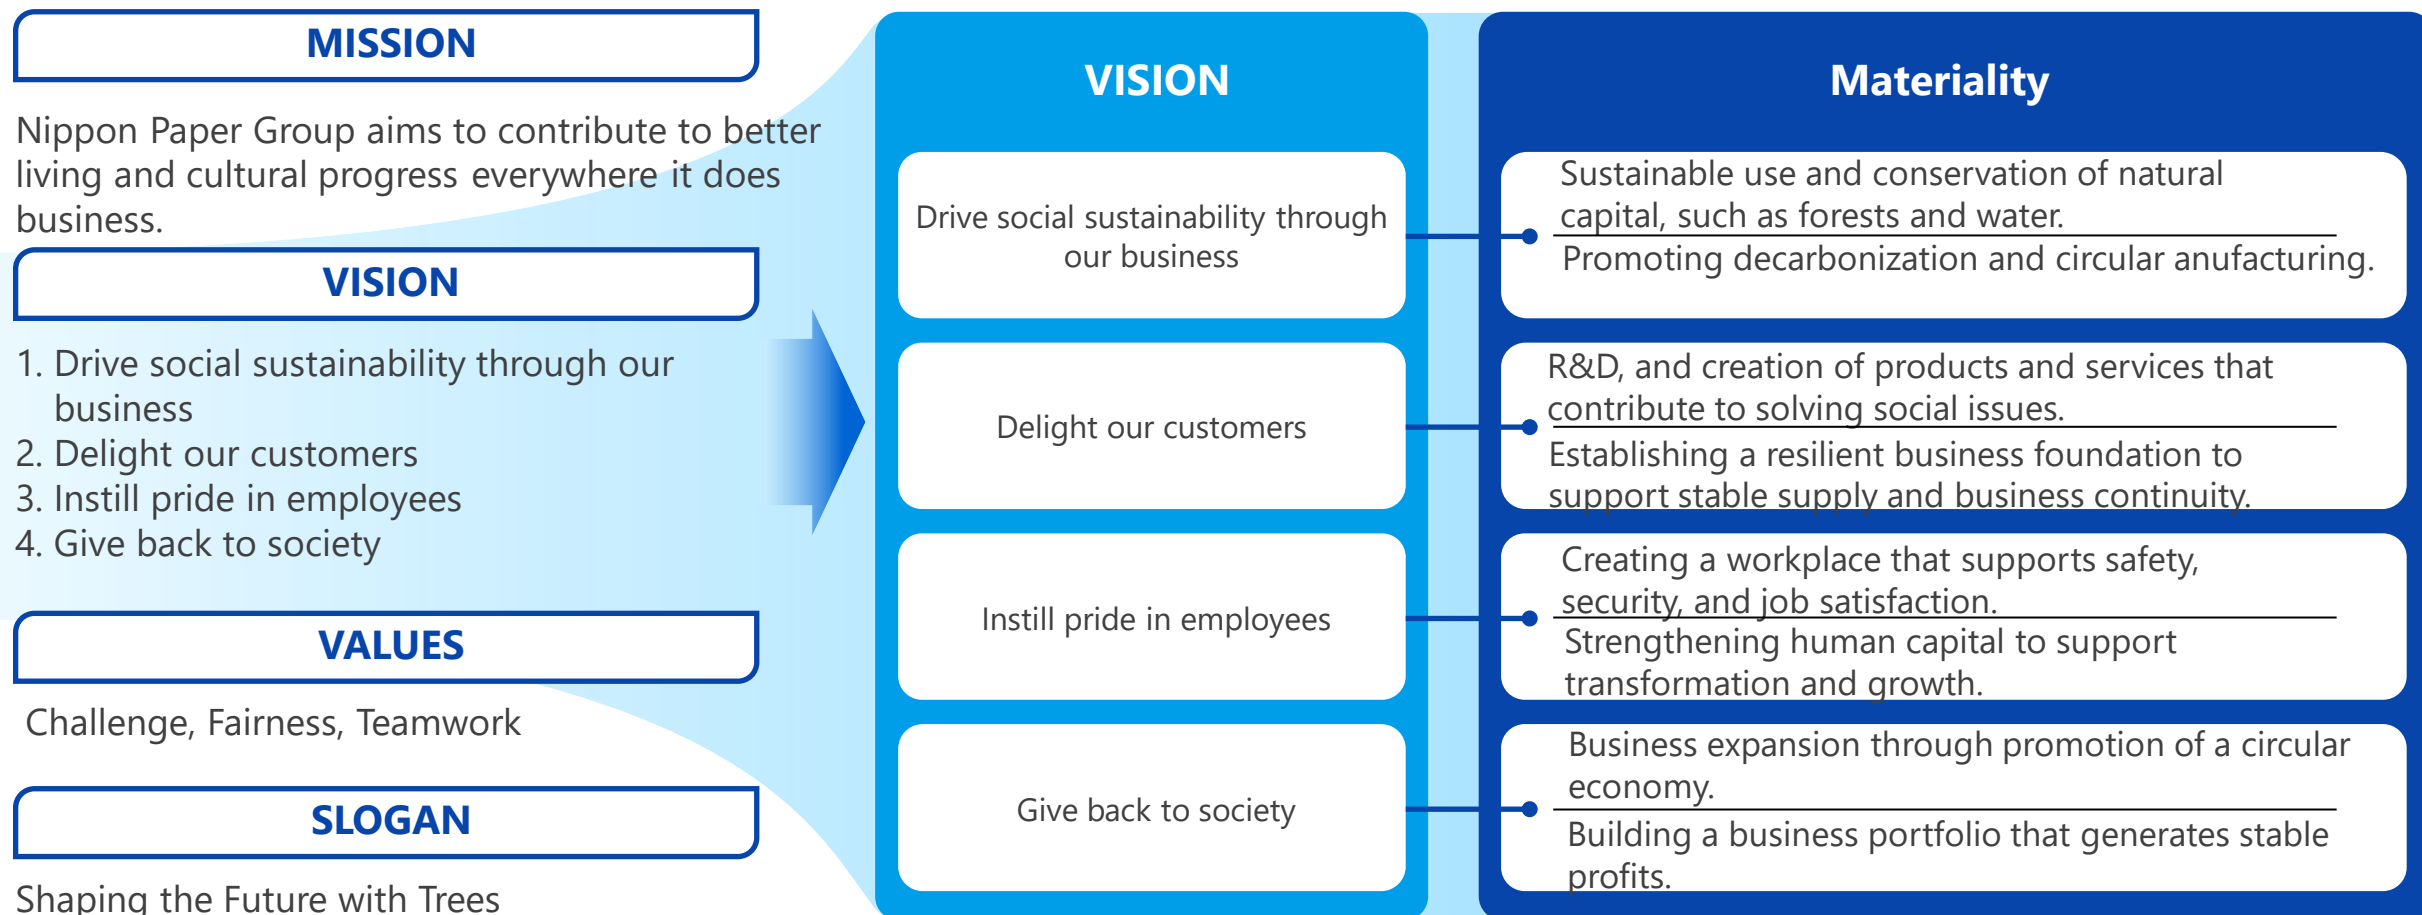 MISSION
Nippon Paper Group aims to contribute to better
living and cultural progress everywhere it does
business.
VISION
1. Drive social sustainability through our
business
2. Delight our customers
3. Instill pride in employees
4. Give back to society
VALUES
Challenge, Fairness, Teamwork
SLOGAN
Shaping the Future with Trees
VISION
Drive social sustainability through
our business
Delight our customers
Instill pride in employees
Give back to society
Materiality
Sustainable use and conservation of natural
capital, such as forests and water.
Promoting decarbonization and circular anufacturing.
R&D, and creation of products and services that
contribute to solving social issues.
Establishing a resilient business foundation to
support stable supply and business continuity.
Creating a workplace that supports safety,
security, and job satisfaction.
Strengthening human capital to support
transformation and growth.
Business expansion through promotion of a circular
economy.
Building a business portfolio that generates stable
profits.